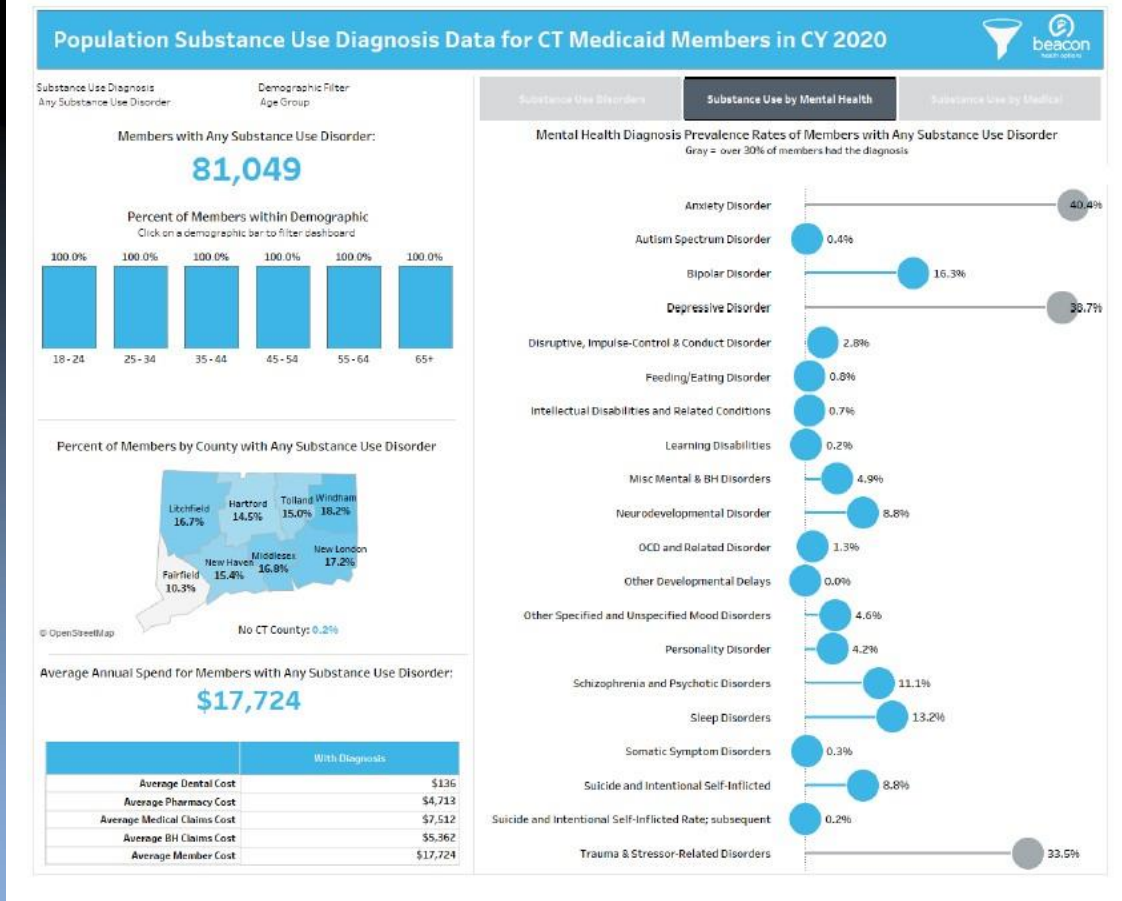 Population Substance Use Diagnosis Data for CT Medicaid Members in CY 2020
beacon
health options
Substance Use Diagnosis
Any Substance Use Disorder
Demographic Filter
Age Group
Members with Any Substance Use Disorder:
81,049
Percent of Members within Demographic
Click on a demographic bar to filter dashboard
100.0% 100.0% 100.0% 100.0% 100.0% 100.0%
18 - 24 25 - 34 35 - 44 45 - 54 55 - 64 65+
Percent of Members by County with Any Substance Use Disorder
Litchfield
16.7%
Hartford
14.5%
Tolland
15.0%
Windham
18.2%
Fairfield
10.3%
New Haven
15.4%
Middlesex
16.8%
New London
17.2%
© OpenStreetMap
No CT County: 0.2%
Average Annual Spend for Members with Any Substance Use Disorder:
$17,724
With Diagnosis
Average Dental Cost $136
Average Pharmacy Cost $4,713
Average Medical Claims Cost $7,512
Average BH Claims Cost $5,362
Average Member Cost $17,724
Substance Use Disorders
Substance Use by Mental Health
Substance Use by Medical
Mental Health Diagnosis Prevalence Rates of Members with Any Substance Use Disorder
Gray = over 30% of members had the diagnosis
Anxiety Disorder 40.4%
Autism Spectrum Disorder 0.4%
Bipolar Disorder 16.3%
Depressive Disorder 38.7%
Disruptive, Impulse-Control & Conduct Disorder 2.8%
Feeding/Eating Disorder 0.8%
Intellectual Disabilities and Related Conditions 0.7%
Learning Disabilities 0.2%
Misc Mental & BH Disorders 4.9%
Neurodevelopmental Disorder 8.8%
OCD and Related Disorder 1.3%
Other Developmental Delays 0.0%
Other Specified and Unspecified Mood Disorders 4.6%
Personality Disorder 4.2%
Schizophrenia and Psychotic Disorders 11.1%
Sleep Disorders 13.2%
Somatic Symptom Disorders 0.3%
Suicide and Intentional Self-Inflicted 8.8%
Suicide and Intentional Self-Inflicted Rate; subsequent 0.2%
Trauma & Stressor-Related Disorders 33.5%